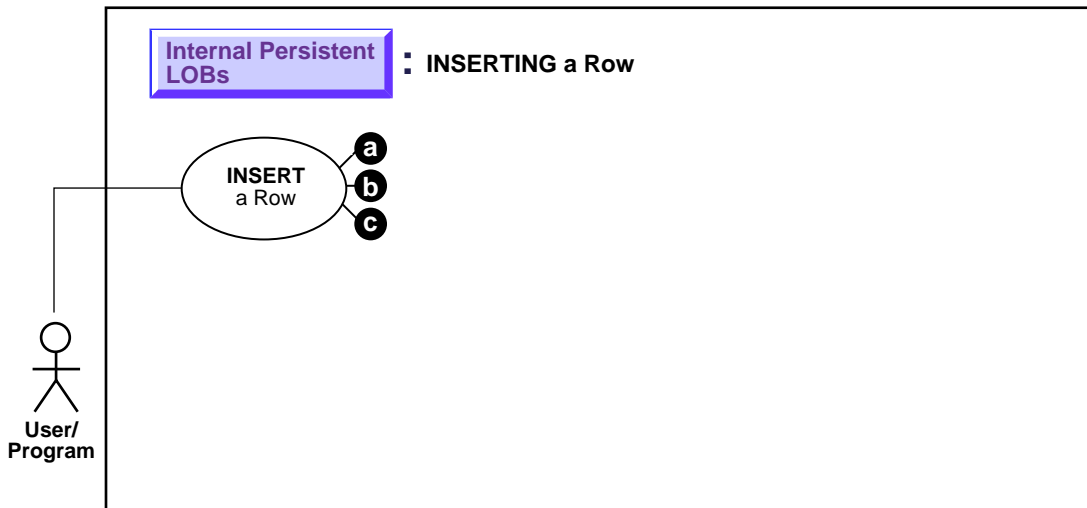 Internal Persistent
LOBs
: INSERTING a Row
INSERT
a Row
a
b
c
User/
Program